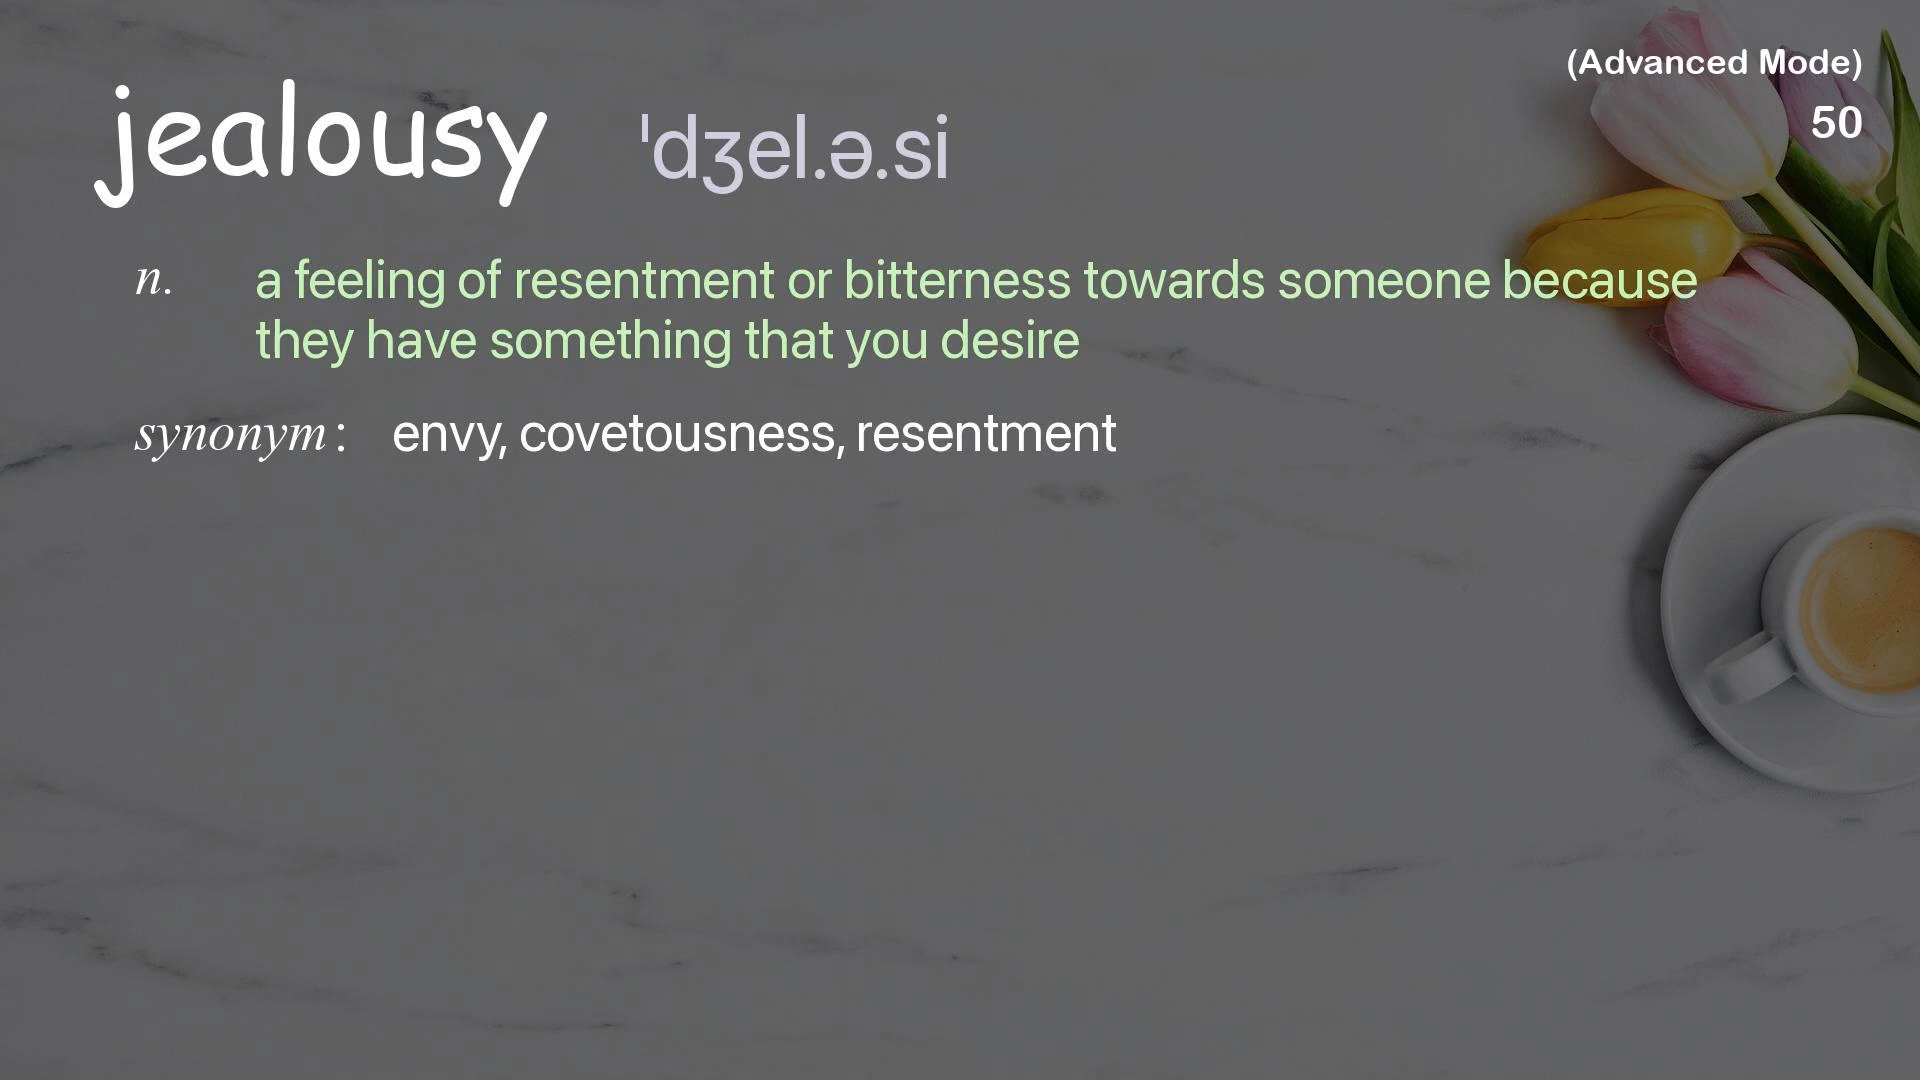 (Advanced Mode)
50
jealousy ˈdʒel.ə.si
n. a feeling of resentment or bitterness towards someone because
they have something that you desire
synonym: envy, covetousness, resentment